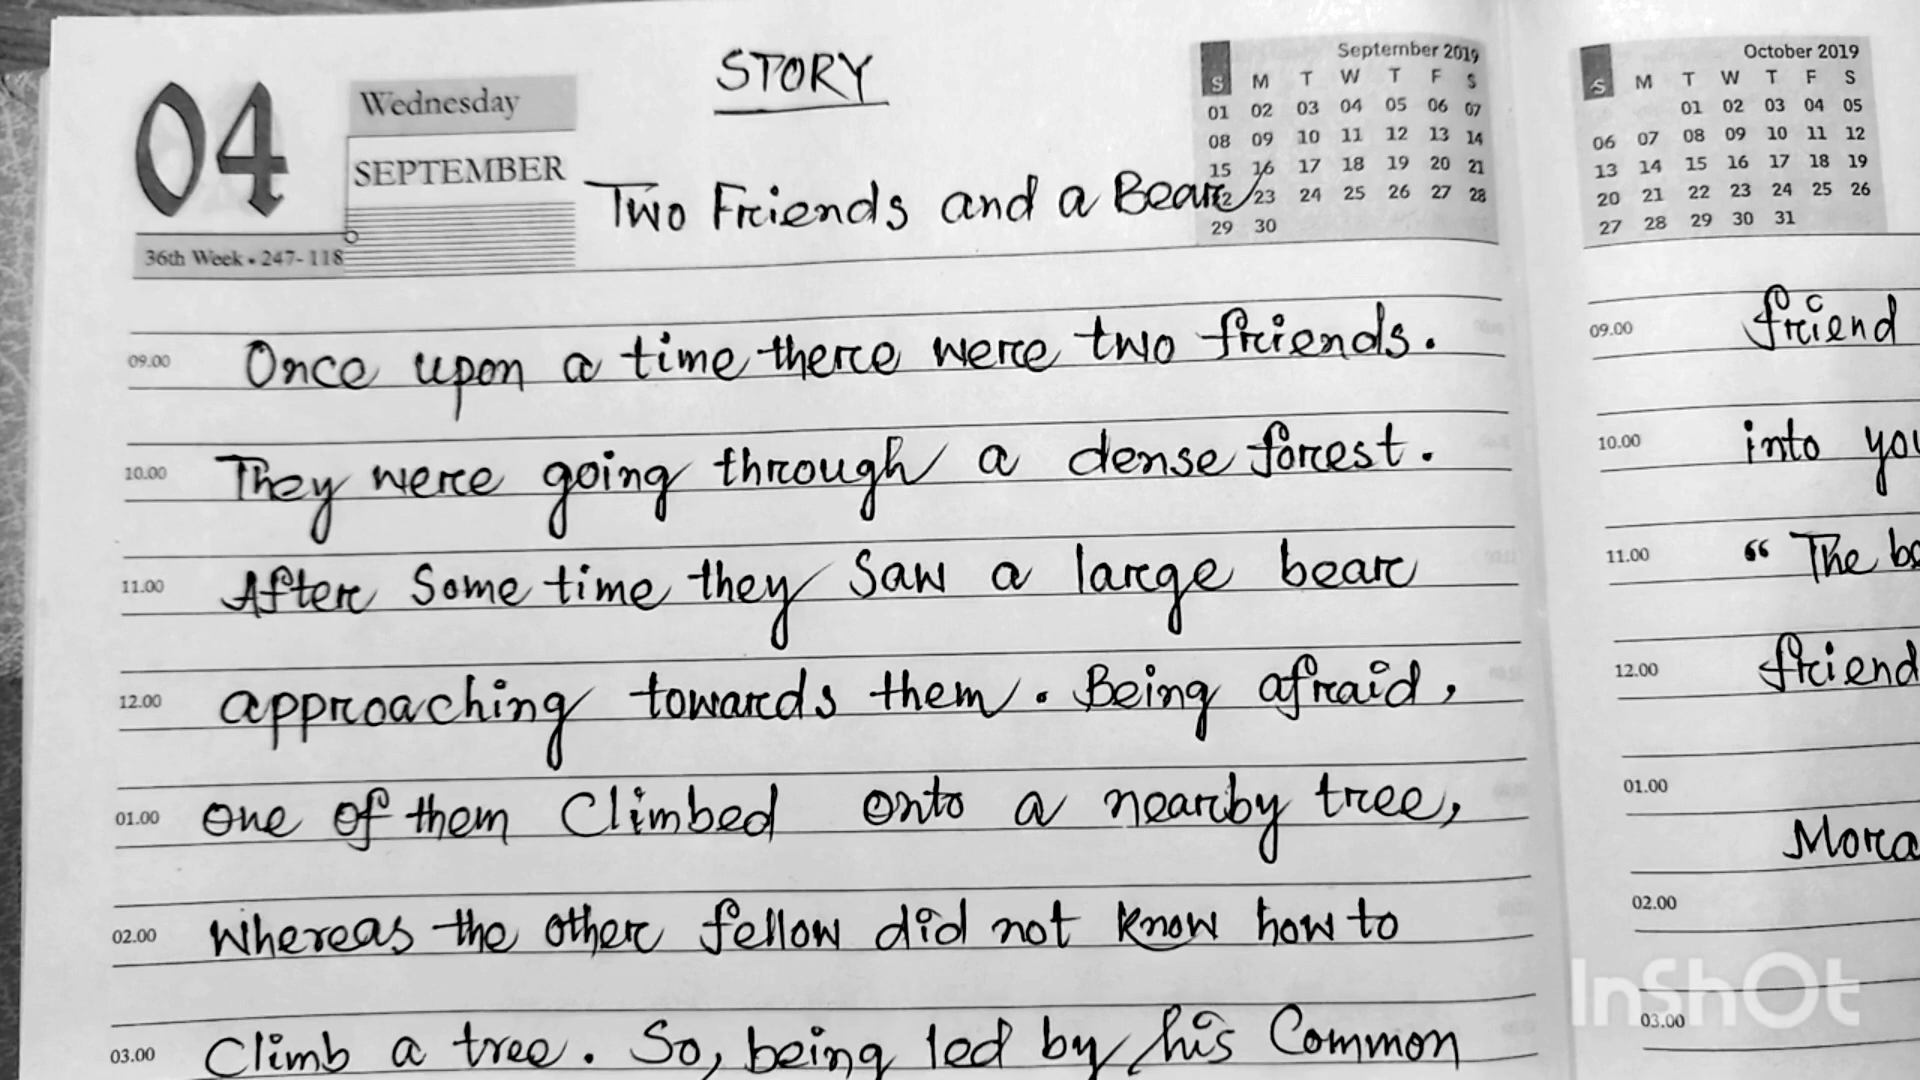 STORY
04
Wednesday
SEPTEMBER
36th Week • 247-118
Two Friends and a Bear
September 2019
S M T W T F S
01 02 03 04 05 06 07
08 09 10 11 12 13 14
15 16 17 18 19 20 21
23 24 25 26 27 28
29 30
09.00 Once upon a time there were two friends.
10.00 They were going through a dense forest.
11.00 After some time they saw a large bear
12.00 approaching towards them. Being afraid,
01.00 one of them climbed onto a nearby tree,
02.00 whereas the other fellow did not know how to
03.00 climb a tree. So, being led by his common
October 2019
S M T W T F S
01 02 03 04 05
06 07 08 09 10 11 12
13 14 15 16 17 18 19
20 21 22 23 24 25 26
27 28 29 30 31
09.00 friend
10.00 into you
11.00 "The be
12.00 friend
01.00
Mora
02.00
03.00
InShOt